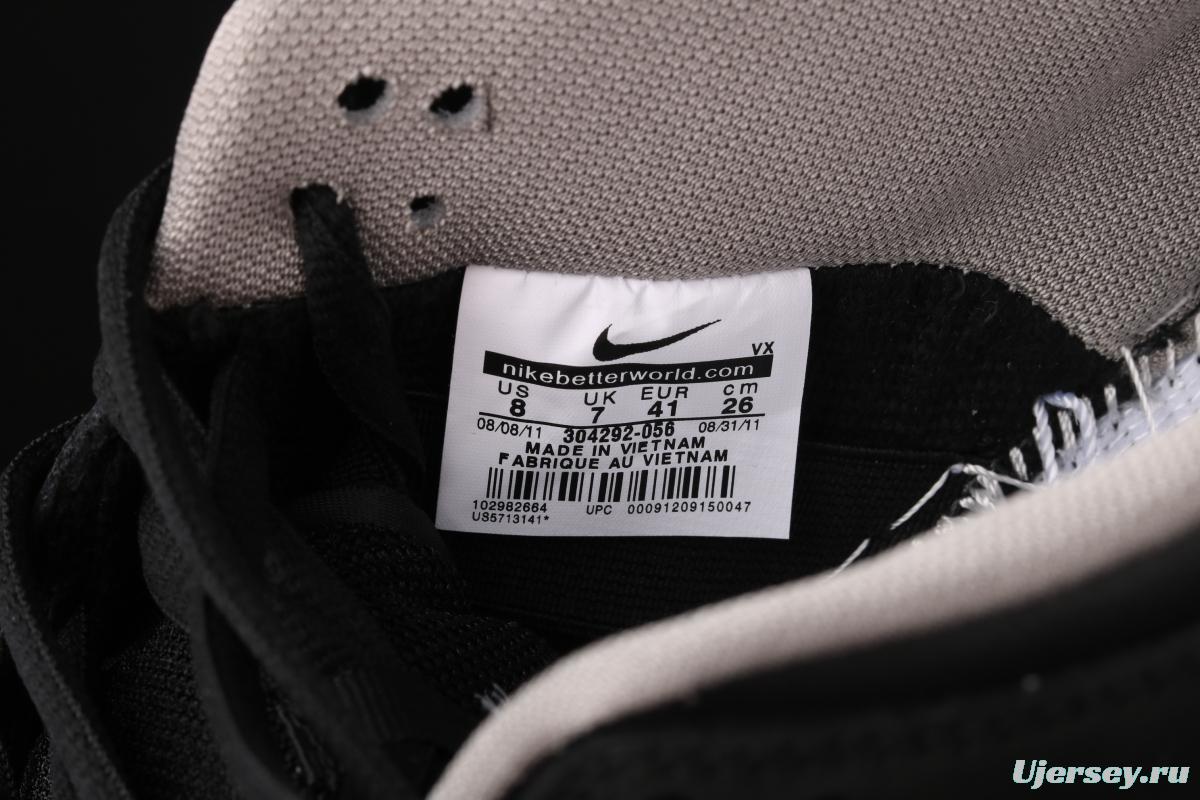 VX
nikebetterworld.com
US UK EUR cm
8 7 41 26
08/08/11 304292-056 08/31/11
MADE IN VIETNAM
FABRIQUE AU VIETNAM
102982664 UPC 00091209150047
US5713141*
Ujersey.ru